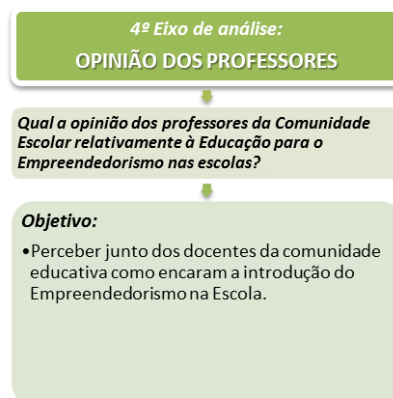 4º Eixo de análise:
OPINIÃO DOS PROFESSORES
Qual a opinião dos professores da Comunidade
Escolar relativamente à Educação para o
Empreendedorismo nas escolas?
Objetivo:
•Perceber junto dos docentes da comunidade
educativa como encaram a introdução do
Empreendedorismo na Escola.